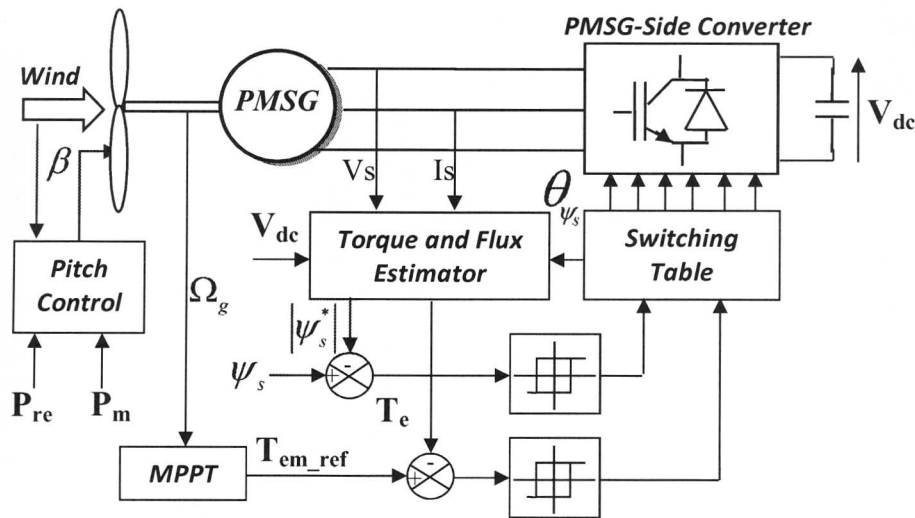 PMSG-Side Converter
Wind
PMSG
V_dc
β
Vs
Is
θ_ψs
V_dc
Torque and Flux
Estimator
Switching
Table
Pitch
Control
Ω_g
|ψ_s^*|
-
ψ_s
+
P_re
P_m
T_e
MPPT
T_em_ref
-
+